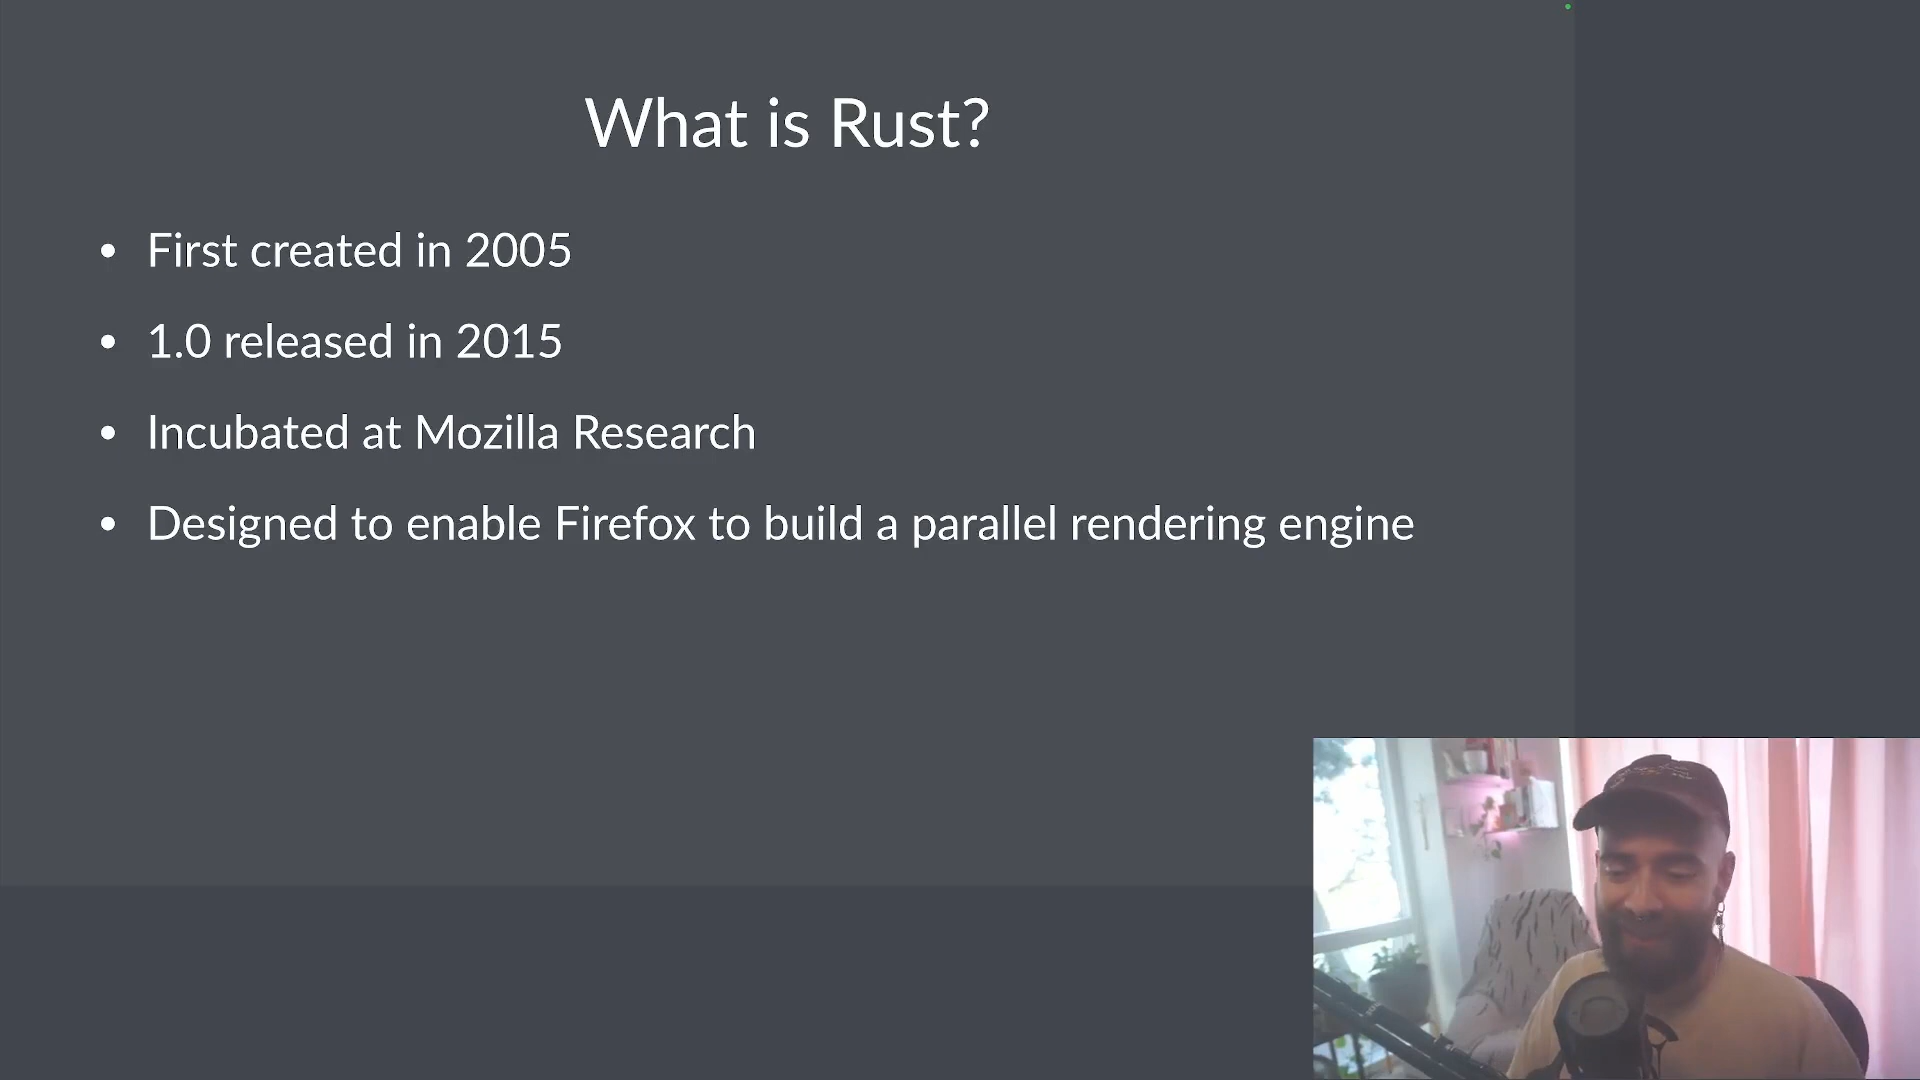 What is Rust?
• First created in 2005
• 1.0 released in 2015
• Incubated at Mozilla Research
• Designed to enable Firefox to build a parallel rendering engine